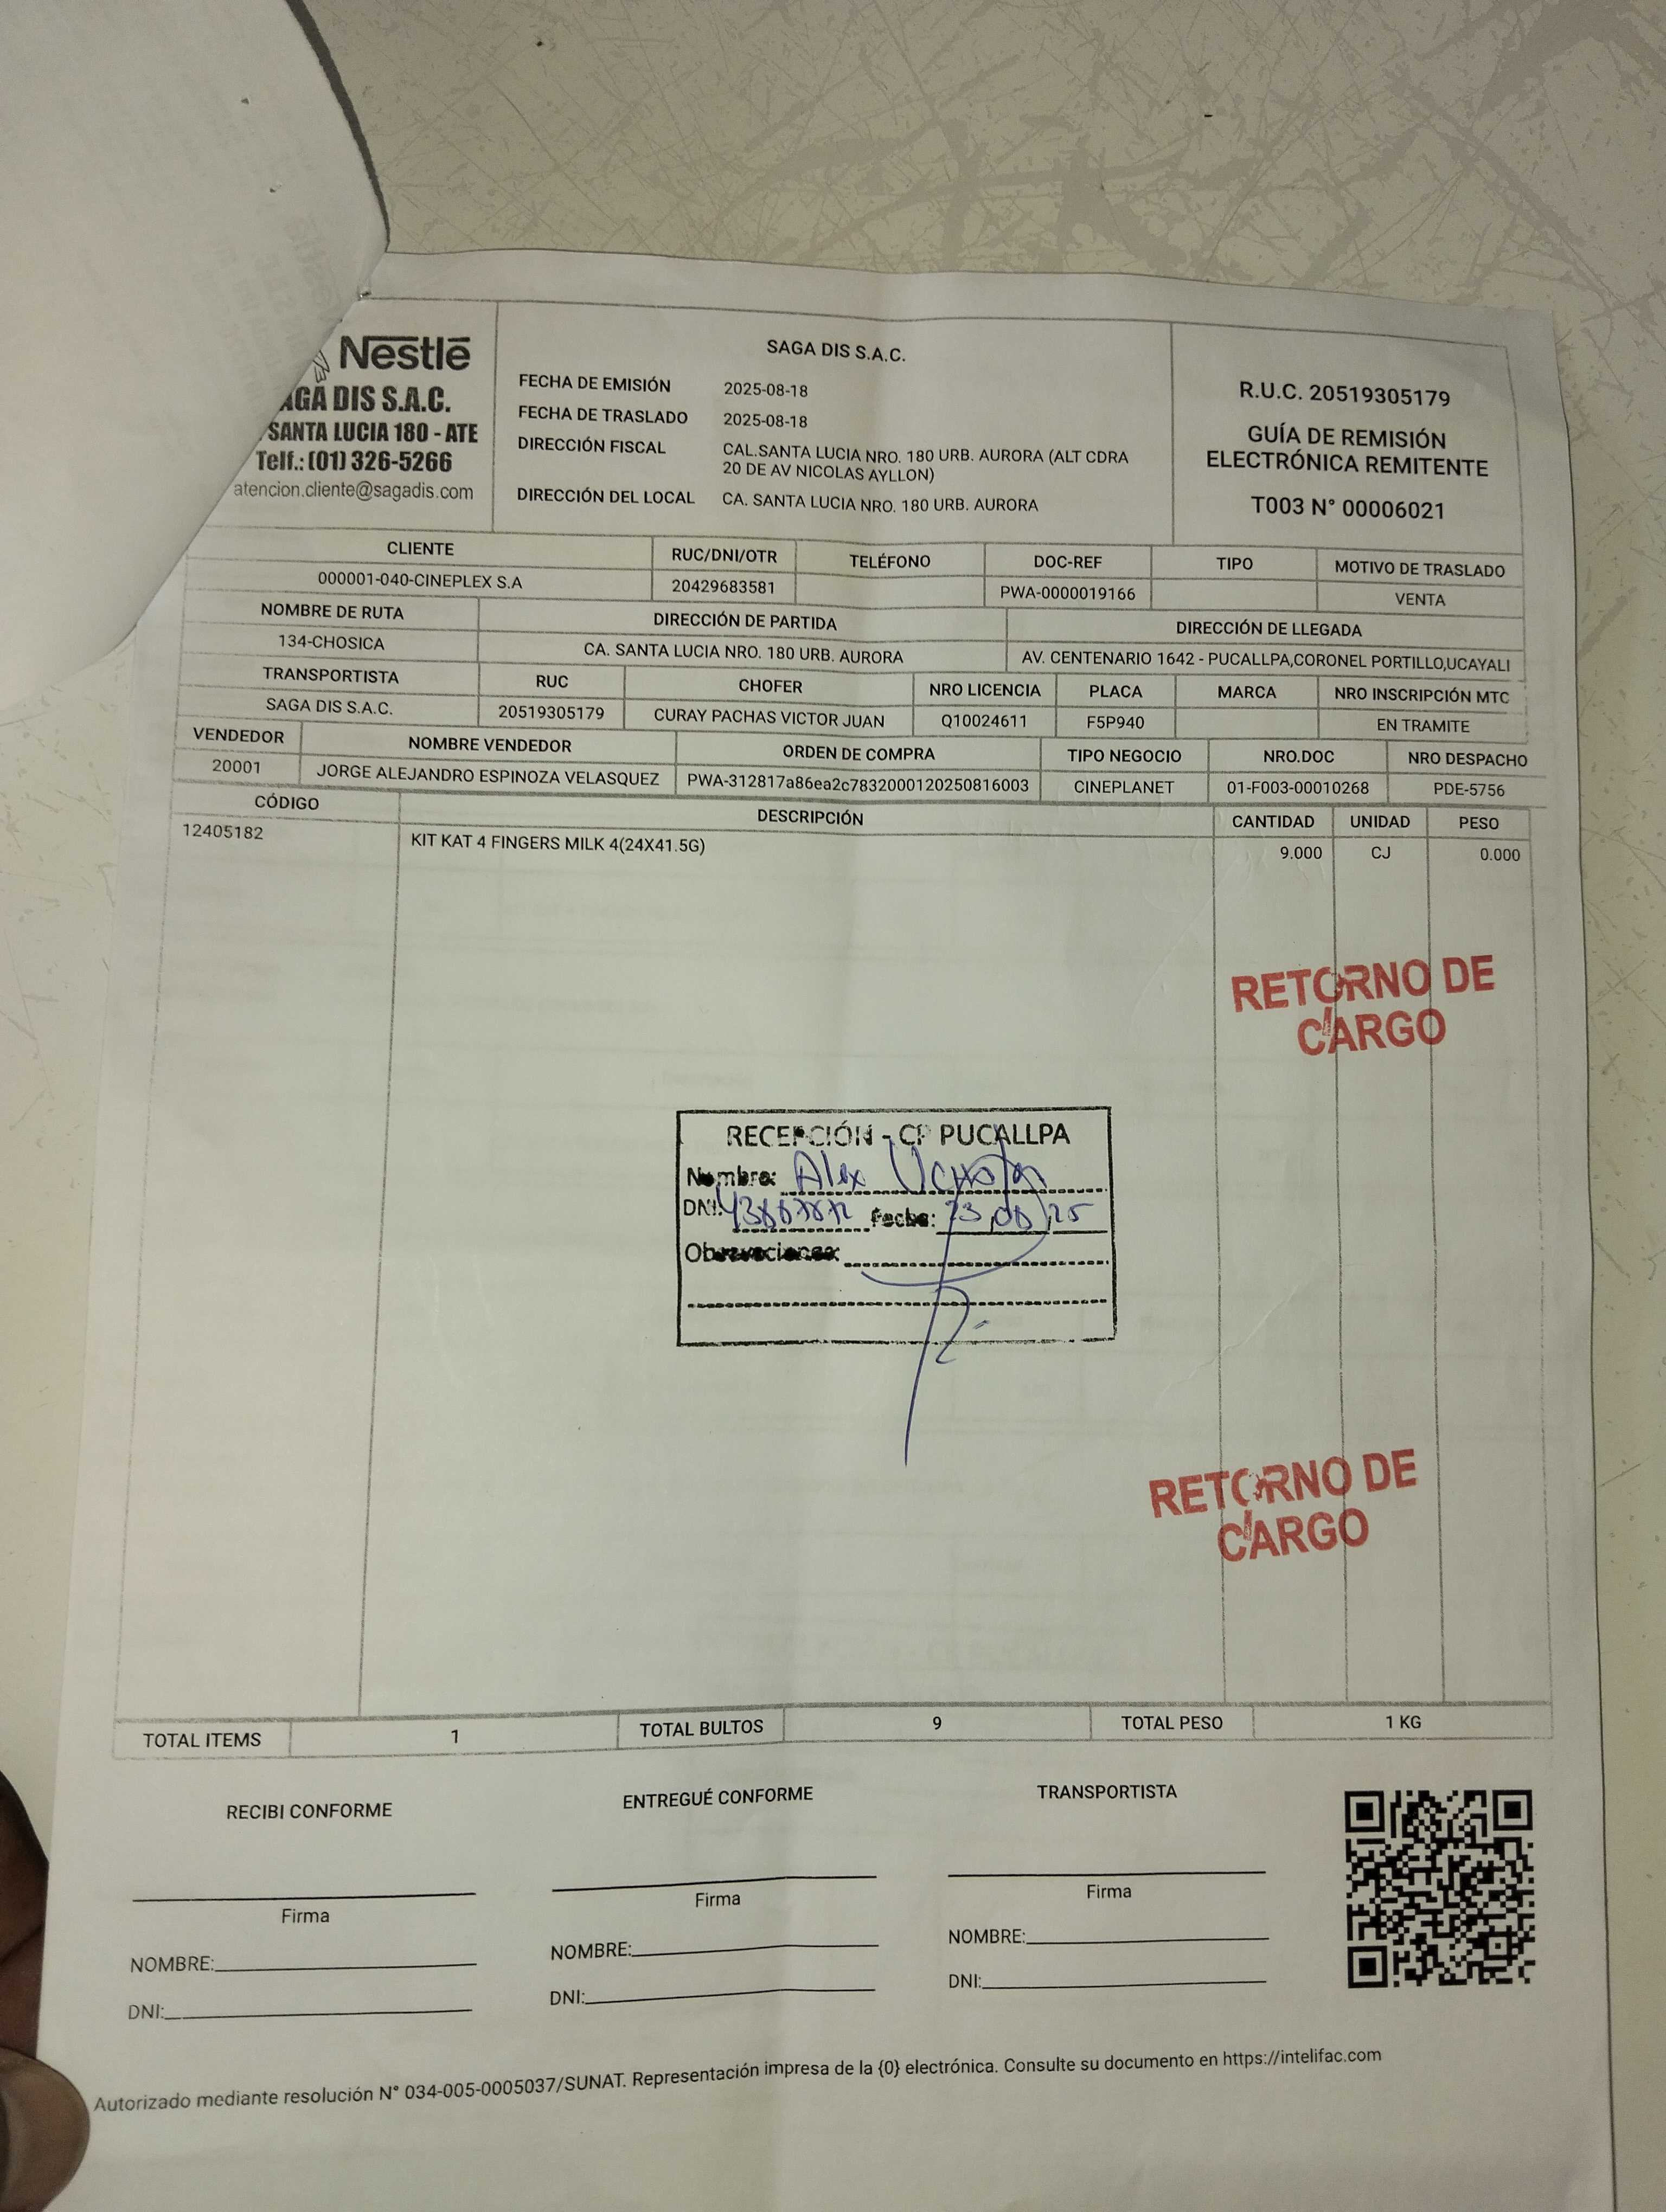 Nestlé
AGA DIS S.A.C.
SANTA LUCIA 180 - ATE
Telf.: (01) 326-5266
atencion.cliente@sagadis.com
SAGA DIS S.A.C.
FECHA DE EMISIÓN 2025-08-18
FECHA DE TRASLADO 2025-08-18
DIRECCIÓN FISCAL CAL.SANTA LUCIA NRO. 180 URB. AURORA (ALT CDRA
20 DE AV NICOLAS AYLLON)
DIRECCIÓN DEL LOCAL CA. SANTA LUCIA NRO. 180 URB. AURORA
R.U.C. 20519305179
GUÍA DE REMISIÓN
ELECTRÓNICA REMITENTE
T003 N° 00006021
CLIENTE RUC/DNI/OTR TELÉFONO DOC-REF TIPO MOTIVO DE TRASLADO
000001-040-CINEPLEX S.A 20429683581 PWA-0000019166 VENTA
NOMBRE DE RUTA DIRECCIÓN DE PARTIDA DIRECCIÓN DE LLEGADA
134-CHOSICA CA. SANTA LUCIA NRO. 180 URB. AURORA AV. CENTENARIO 1642 - PUCALLPA,CORONEL PORTILLO,UCAYALI
TRANSPORTISTA RUC CHOFER NRO LICENCIA PLACA MARCA NRO INSCRIPCIÓN MTC
SAGA DIS S.A.C. 20519305179 CURAY PACHAS VICTOR JUAN Q10024611 F5P940 EN TRAMITE
VENDEDOR NOMBRE VENDEDOR ORDEN DE COMPRA TIPO NEGOCIO NRO.DOC NRO DESPACHO
20001 JORGE ALEJANDRO ESPINOZA VELASQUEZ PWA-312817a86ea2c7832000120250816003 CINEPLANET 01-F003-00010268 PDE-5756
CÓDIGO DESCRIPCIÓN CANTIDAD UNIDAD PESO
12405182 KIT KAT 4 FINGERS MILK 4(24X41.5G) 9.000 CJ 0.000
RETORNO DE
CARGO
RECEPCIÓN - CP PUCALLPA
Nombre: Alex
DNI: Fecha: 23/08/25
Observaciones:
RETORNO DE
CARGO
TOTAL ITEMS 1 TOTAL BULTOS 9 TOTAL PESO 1 KG
RECIBI CONFORME ENTREGUÉ CONFORME TRANSPORTISTA
Firma Firma Firma
NOMBRE: NOMBRE: NOMBRE:
DNI: DNI: DNI:
Autorizado mediante resolución N° 034-005-0005037/SUNAT. Representación impresa de la {0} electrónica. Consulte su documento en https://intelifac.com